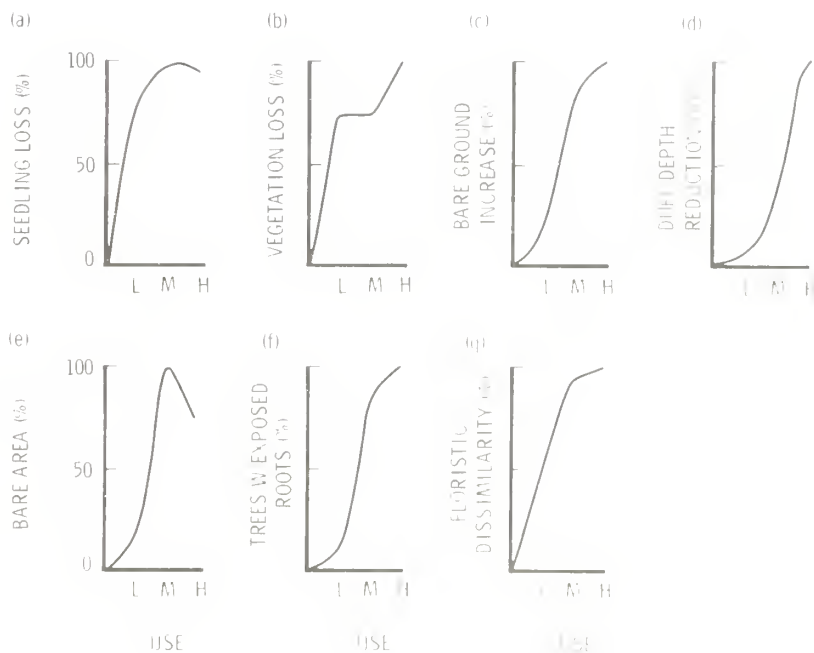 (a)
SEEDLING LOSS (%)
100
50
0
L M H
(b)
VEGETATION LOSS (%)
L M H
(c)
BARE GROUND
INCREASE (%)
L M H
(d)
DEPTH
L M H
(e)
BARE AREA (%)
100
50
0
L M H
USE
(f)
TREES W EXPOSED
ROOTS (%)
L M H
USE
(g)
FLORISTIC
DISSIMILARITY (%)
L M H